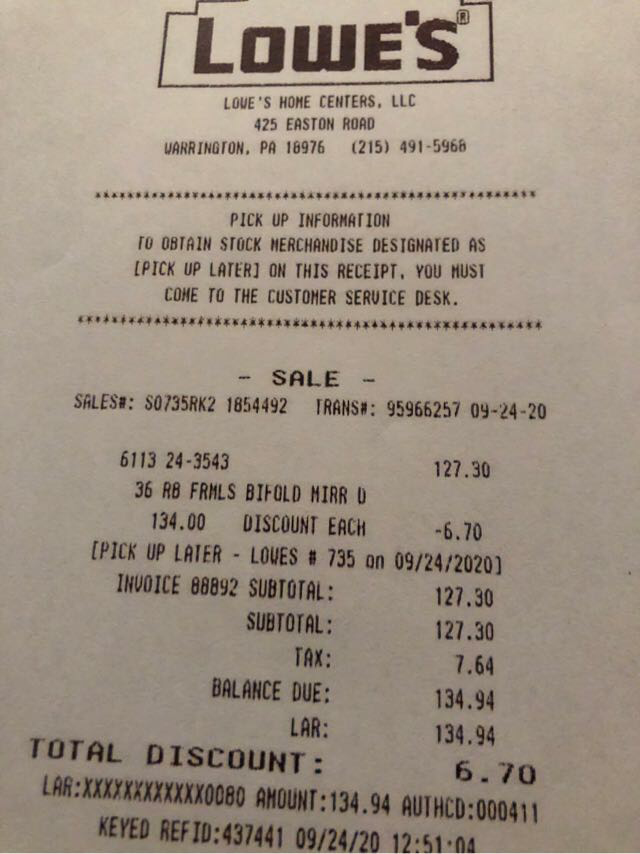 LOWE'S®
LOWE'S HOME CENTERS, LLC
425 EASTON ROAD
WARRINGTON, PA 18976 (215) 491-5968
****************************************************
PICK UP INFORMATION
TO OBTAIN STOCK MERCHANDISE DESIGNATED AS
[PICK UP LATER] ON THIS RECEIPT, YOU MUST
COME TO THE CUSTOMER SERVICE DESK.
****************************************************
- SALE -
SALES#: S0735RK2 1854492 TRANS#: 95966257 09-24-20
6113 24-3543 127.30
36 RB FRMLS BIFOLD MIRR D
134.00 DISCOUNT EACH -6.70
[PICK UP LATER - LOWES # 735 on 09/24/2020]
INVOICE 88892 SUBTOTAL: 127.30
SUBTOTAL: 127.30
TAX: 7.64
BALANCE DUE: 134.94
LAR: 134.94
TOTAL DISCOUNT: 6.70
LAR:XXXXXXXXXXXX0080 AMOUNT:134.94 AUTHCD:000411
KEYED REFID:437441 09/24/20 12:51:04